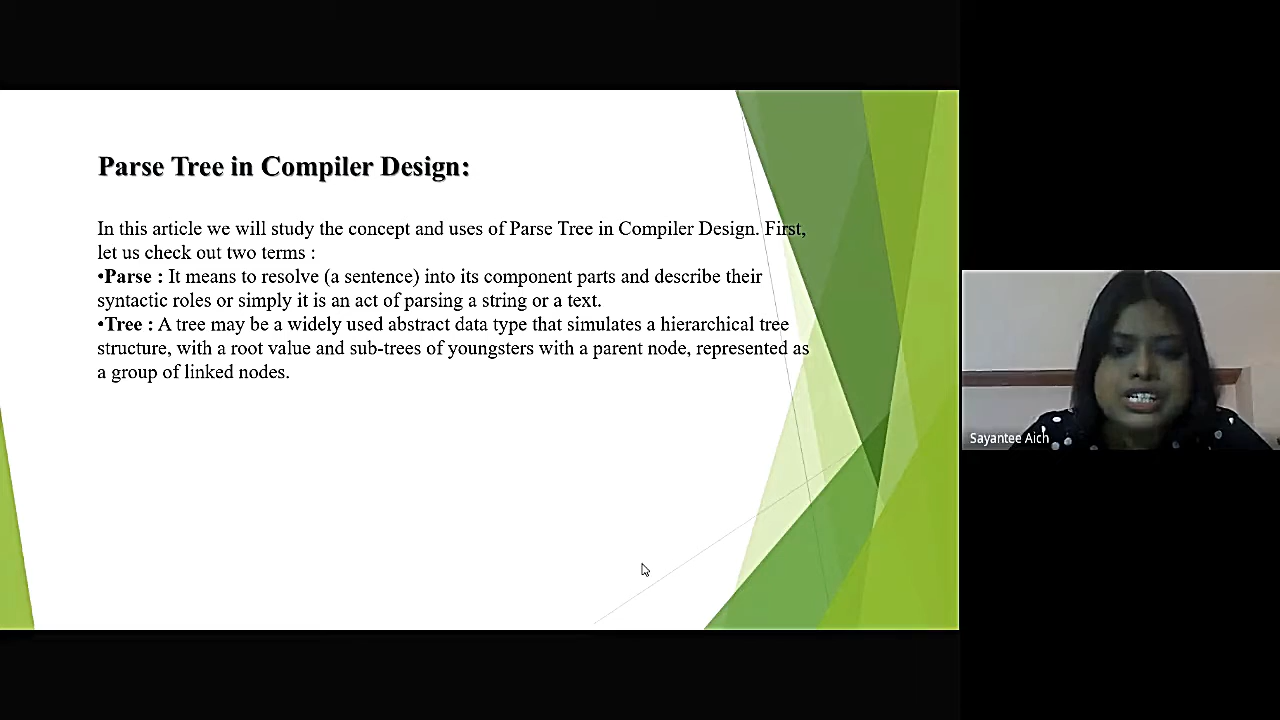 Parse Tree in Compiler Design:
In this article we will study the concept and uses of Parse Tree in Compiler Design. First,
let us check out two terms :
•Parse : It means to resolve (a sentence) into its component parts and describe their
syntactic roles or simply it is an act of parsing a string or a text.
•Tree : A tree may be a widely used abstract data type that simulates a hierarchical tree
structure, with a root value and sub-trees of youngsters with a parent node, represented as
a group of linked nodes.
Sayantee Aich